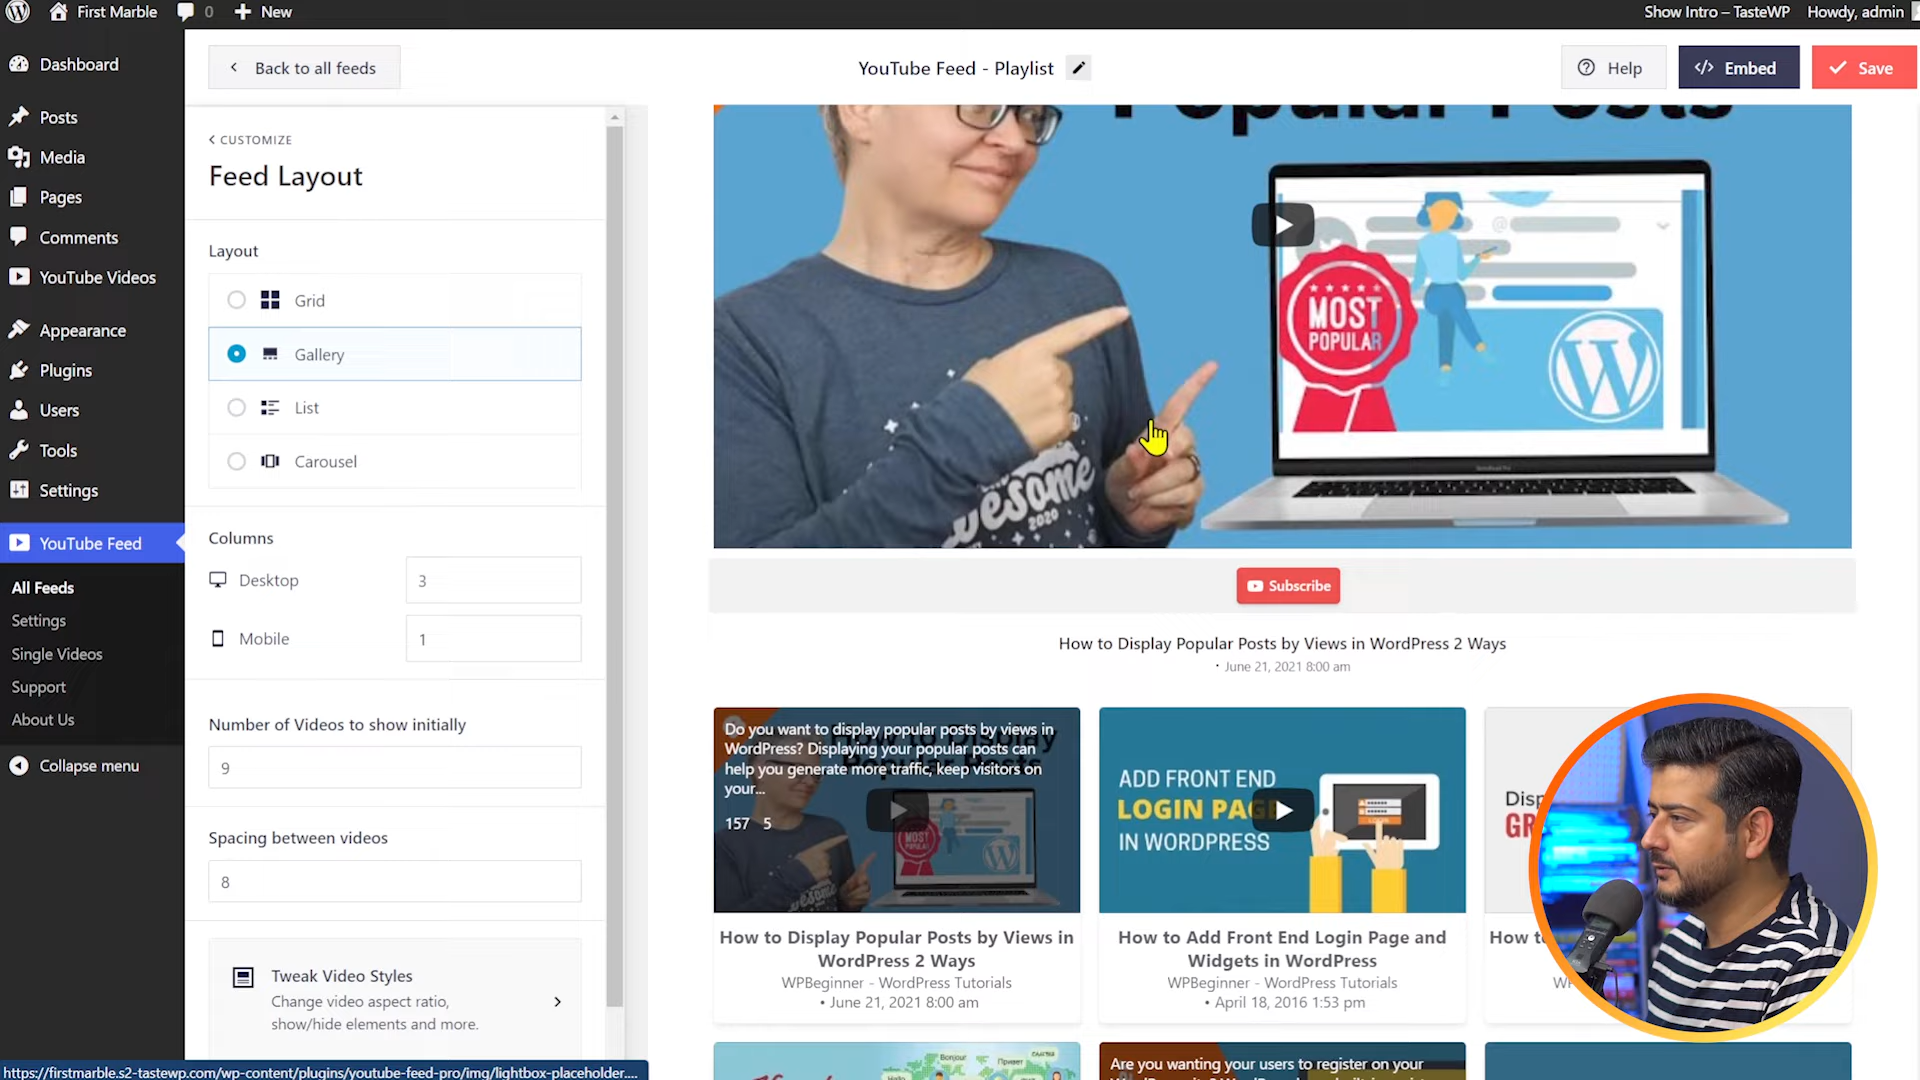 First Marble
0
New
Show Intro – TasteWP
Howdy, admin
Dashboard
Posts
Media
Pages
Comments
YouTube Videos
Appearance
Plugins
Users
Tools
Settings
YouTube Feed
All Feeds
Settings
Single Videos
Support
About Us
Collapse menu
Back to all feeds
YouTube Feed - Playlist
Help
Embed
Save
CUSTOMIZE
Feed Layout
Layout
Grid
Gallery
List
Carousel
Columns
Desktop
3
Mobile
1
Number of Videos to show initially
9
Spacing between videos
8
Tweak Video Styles
Change video aspect ratio,
show/hide elements and more.
Popular Posts
MOST
POPULAR
awesome
2020
Subscribe
How to Display Popular Posts by Views in WordPress 2 Ways
• June 21, 2021 8:00 am
Do you want to display popular posts by views in
WordPress? Displaying your popular posts can
help you generate more traffic, keep visitors on
your...
157 5
MOST
POPULAR
How to Display Popular Posts by Views in
WordPress 2 Ways
WPBeginner - WordPress Tutorials
• June 21, 2021 8:00 am
ADD FRONT END
LOGIN PAGE
IN WORDPRESS
How to Add Front End Login Page and
Widgets in WordPress
WPBeginner - WordPress Tutorials
• April 18, 2016 1:53 pm
Bonjour
Привет
Are you wanting your users to register on your
https://firstmarble.s2-tastewp.com/wp-content/plugins/youtube-feed-pro/img/lightbox-placeholder....